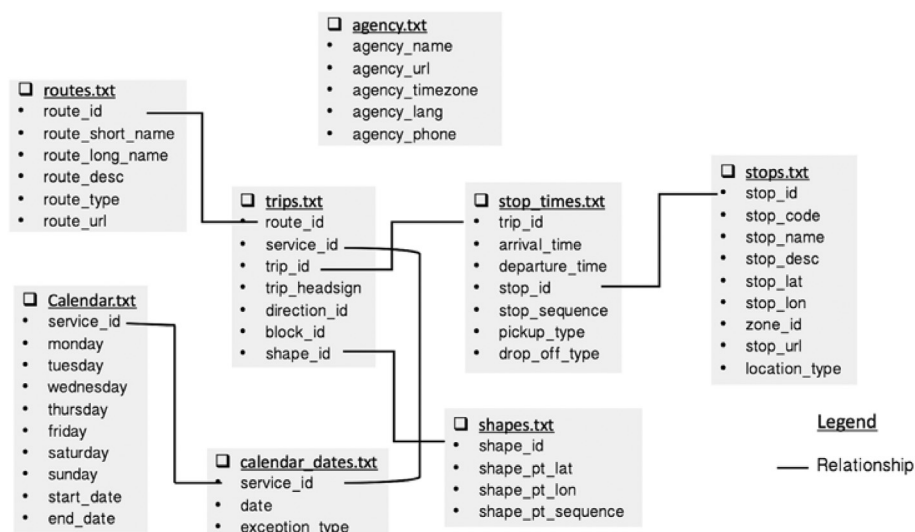 agency.txt
agency_name
agency_url
agency_timezone
agency_lang
agency_phone
routes.txt
route_id
route_short_name
route_long_name
route_desc
route_type
route_url
trips.txt
route_id
service_id
trip_id
trip_headsign
direction_id
block_id
shape_id
stop_times.txt
trip_id
arrival_time
departure_time
stop_id
stop_sequence
pickup_type
drop_off_type
stops.txt
stop_id
stop_code
stop_name
stop_desc
stop_lat
stop_lon
zone_id
stop_url
location_type
Calendar.txt
service_id
monday
tuesday
wednesday
thursday
friday
saturday
sunday
start_date
end_date
calendar_dates.txt
service_id
date
exception_type
shapes.txt
shape_id
shape_pt_lat
shape_pt_lon
shape_pt_sequence
Legend
Relationship